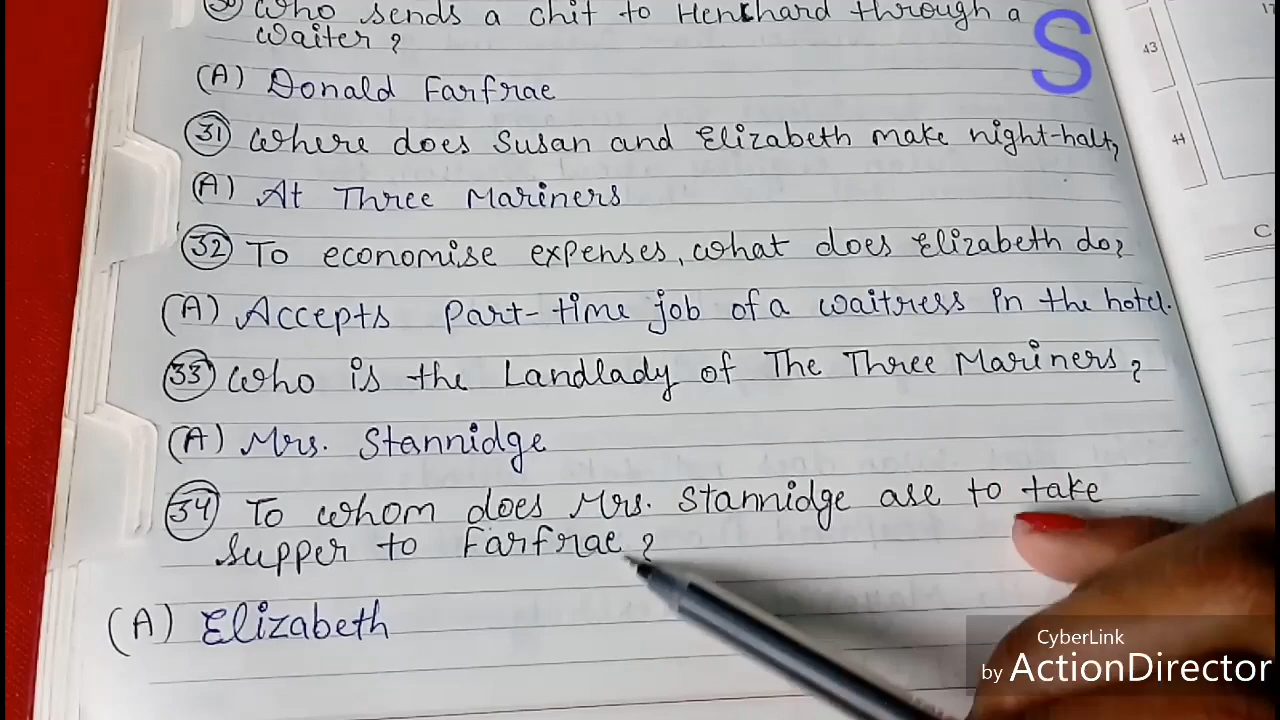 30 Who sends a chit to Henchard through a
waiter?
(A) Donald Farfrae
31 Where does Susan and Elizabeth make night-halt?
(A) At Three Mariners
32 To economise expenses, what does Elizabeth do?
(A) Accepts part-time job of a waitress in the hotel.
33 Who is the Landlady of The Three Mariners?
(A) Mrs. Stannidge
34 To whom does Mrs. Stannidge ase to take
supper to Farfrae?
(A) Elizabeth
S
43
44
17
C
CyberLink
by ActionDirector